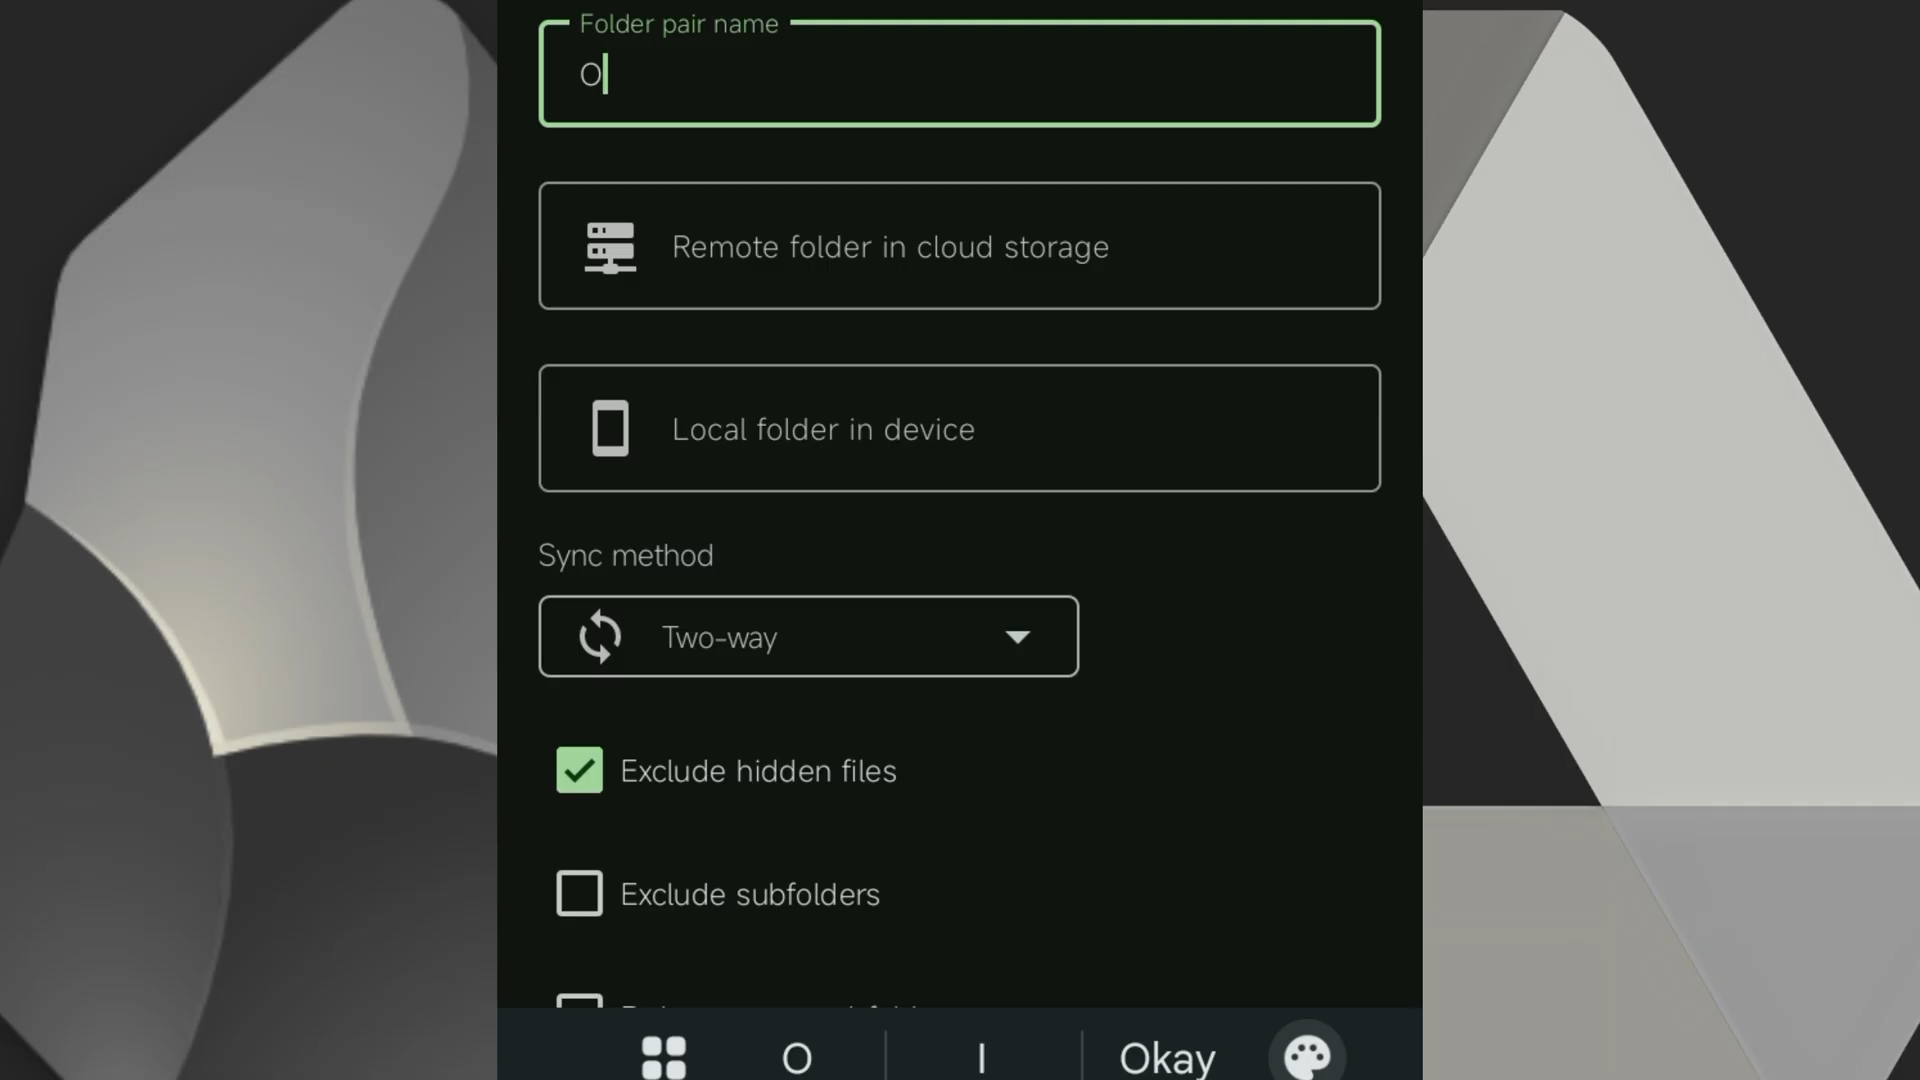 Folder pair name
O
Remote folder in cloud storage
Local folder in device
Sync method
Two-way
Exclude hidden files
Exclude subfolders
O I Okay